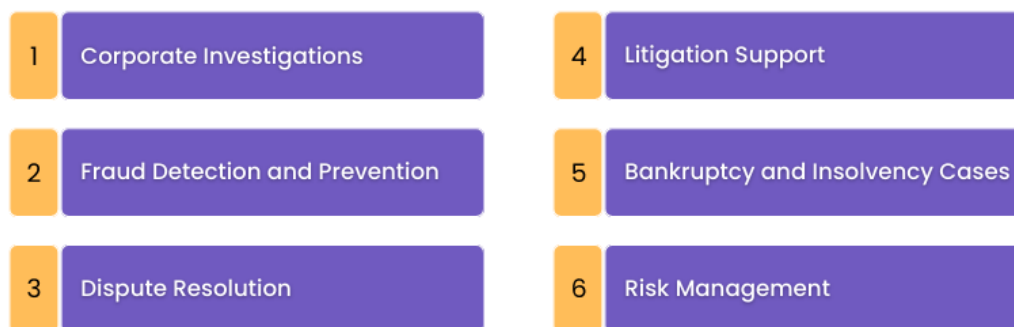 1 Corporate Investigations
2 Fraud Detection and Prevention
3 Dispute Resolution
4 Litigation Support
5 Bankruptcy and Insolvency Cases
6 Risk Management